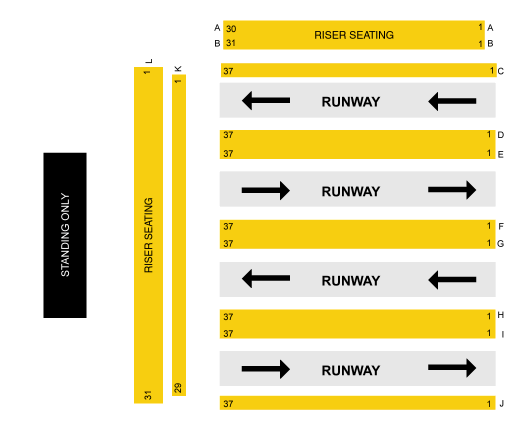 A 30 RISER SEATING 1 A
B 31 1 B
L
K
1
1
37 1 C
RUNWAY
37 1 D
37 1 E
RUNWAY
37 1 F
37 1 G
RUNWAY
37 1 H
37 1 I
RUNWAY
37 1 J
STANDING ONLY
RISER SEATING
31
29